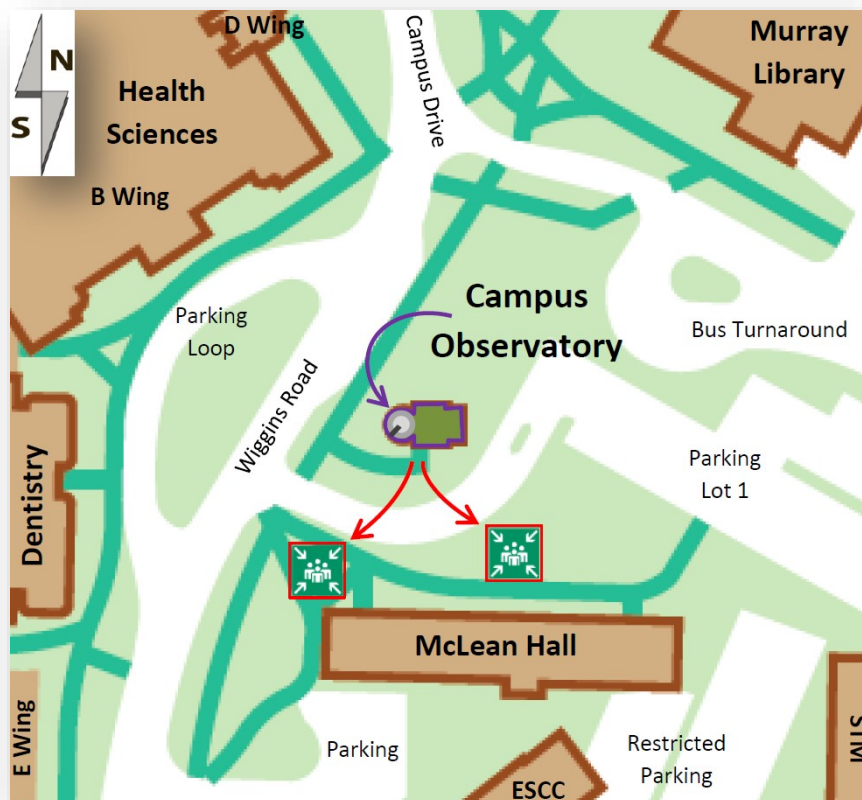 N
S
D Wing
Health
Sciences
B Wing
Campus Drive
Murray
Library
Parking
Loop
Campus
Observatory
Bus Turnaround
Wiggins Road
Dentistry
Parking
Lot 1
McLean Hall
E Wing
Parking
ESCC
Restricted
Parking
STM